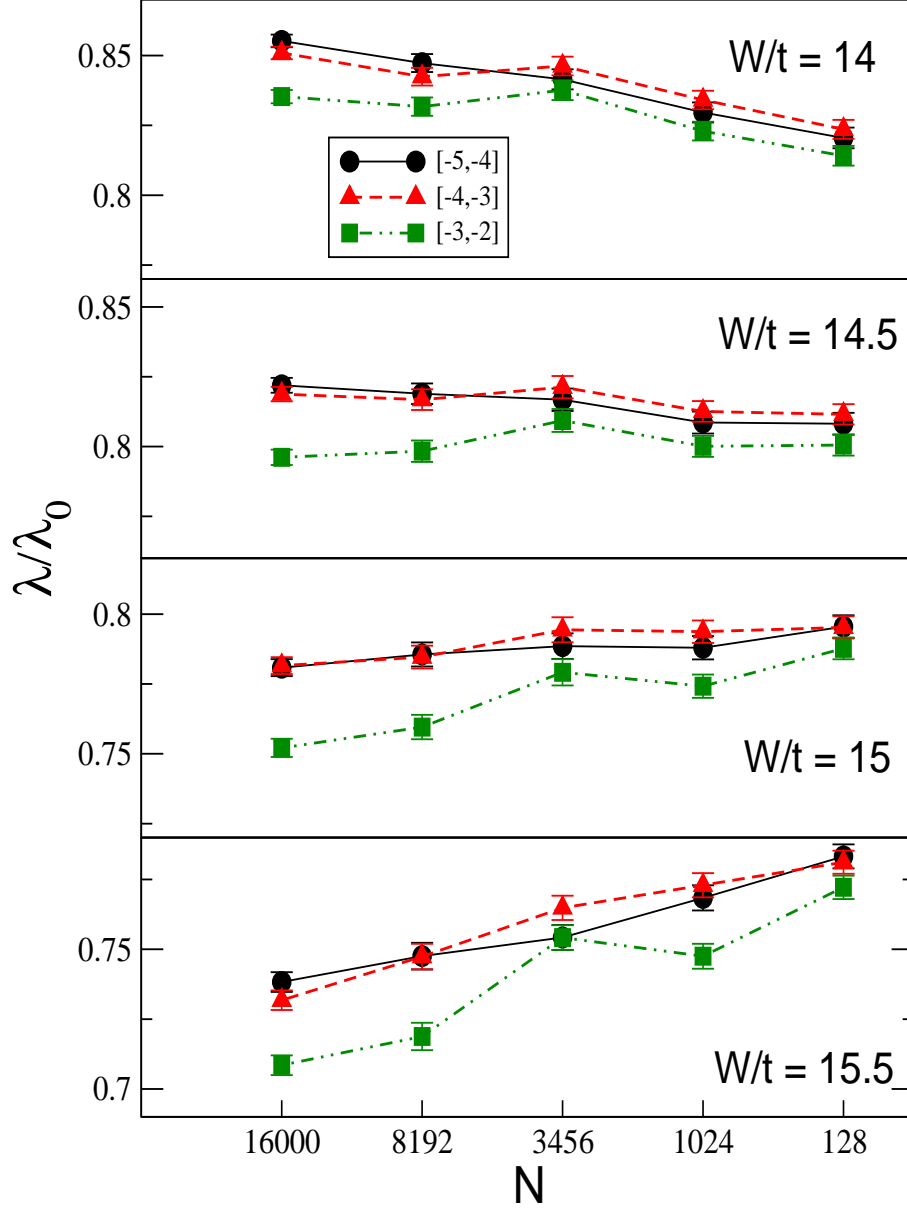 0.85
W/t = 14
[-5,-4]
[-4,-3]
[-3,-2]
0.8
0.85
W/t = 14.5
0.8
λ/λ0
0.8
0.75
W/t = 15
0.75
0.7
W/t = 15.5
16000 8192 3456 1024 128
N